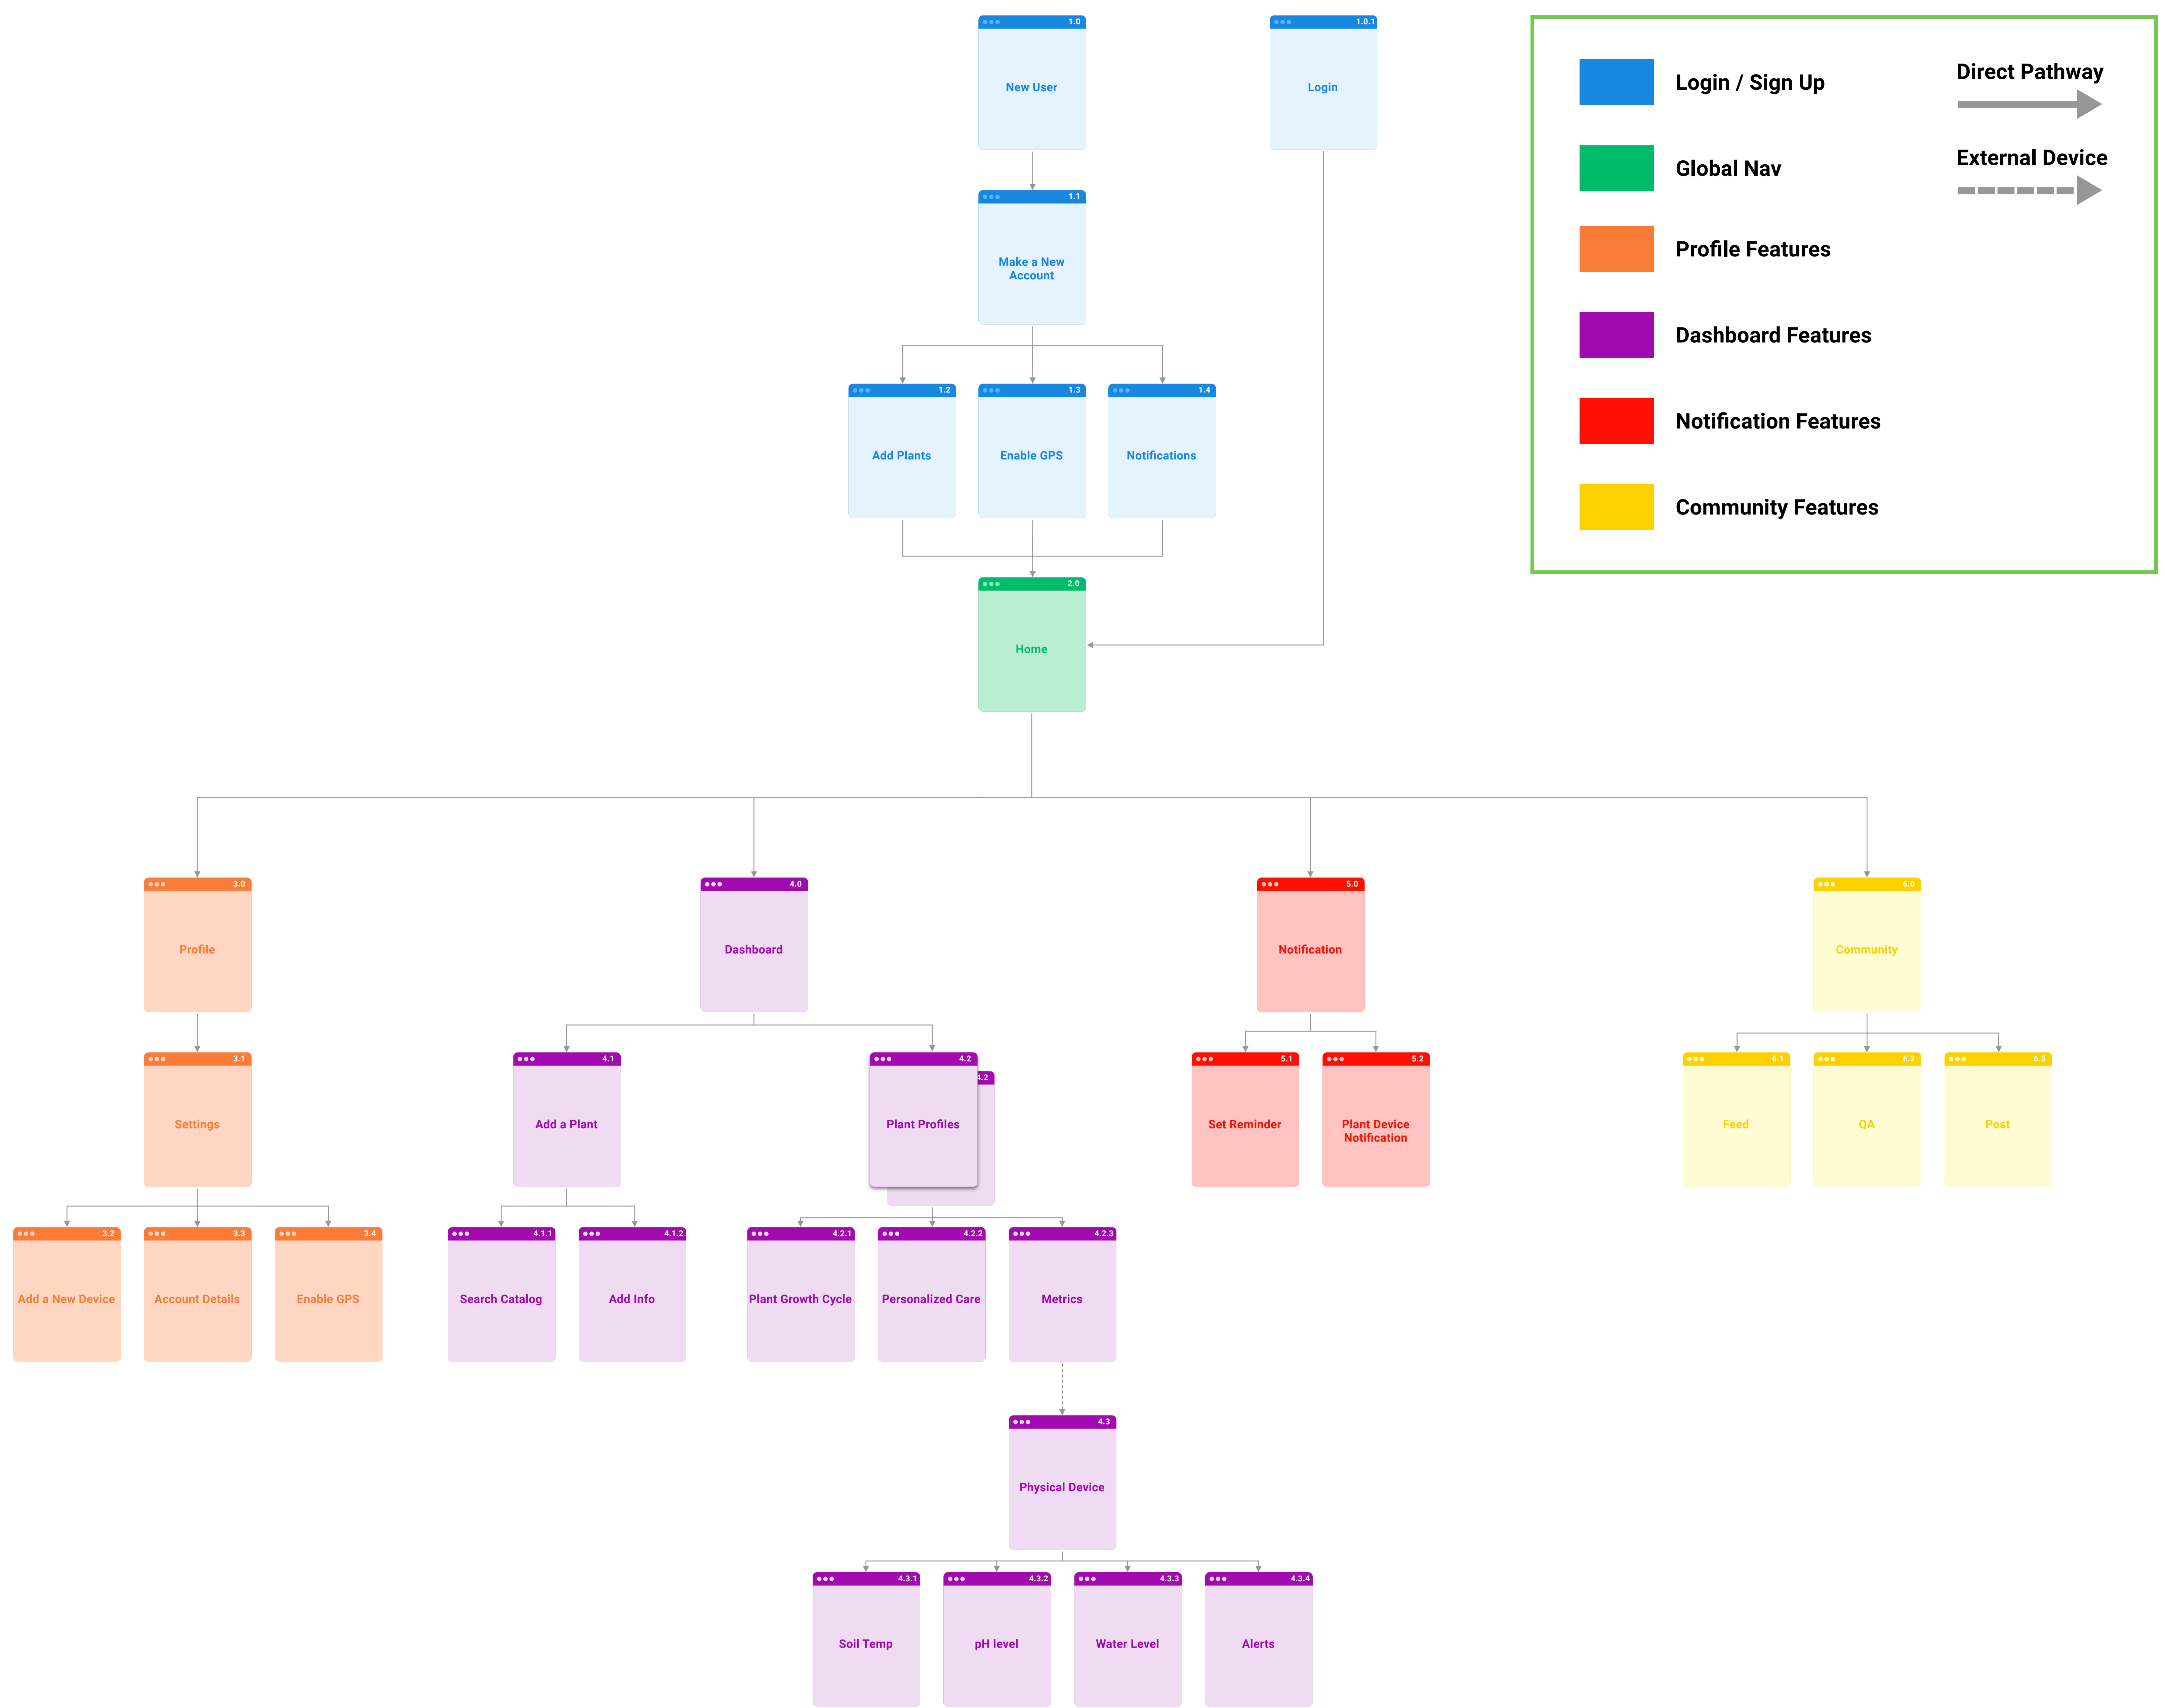 1.0
New User
1.0.1
Login
Login / Sign Up
Global Nav
Profile Features
Dashboard Features
Notification Features
Community Features
Direct Pathway
External Device
1.1
Make a New
Account
1.2
Add Plants
1.3
Enable GPS
1.4
Notifications
2.0
Home
3.0
Profile
4.0
Dashboard
5.0
Notification
6.0
Community
3.1
Settings
4.1
Add a Plant
4.2
Plant Profiles
4.2
5.1
Set Reminder
5.2
Plant Device
Notification
6.1
Feed
6.2
QA
6.3
Post
3.2
Add a New Device
3.3
Account Details
3.4
Enable GPS
4.1.1
Search Catalog
4.1.2
Add Info
4.2.1
Plant Growth Cycle
4.2.2
Personalized Care
4.2.3
Metrics
4.3
Physical Device
4.3.1
Soil Temp
4.3.2
pH level
4.3.3
Water Level
4.3.4
Alerts